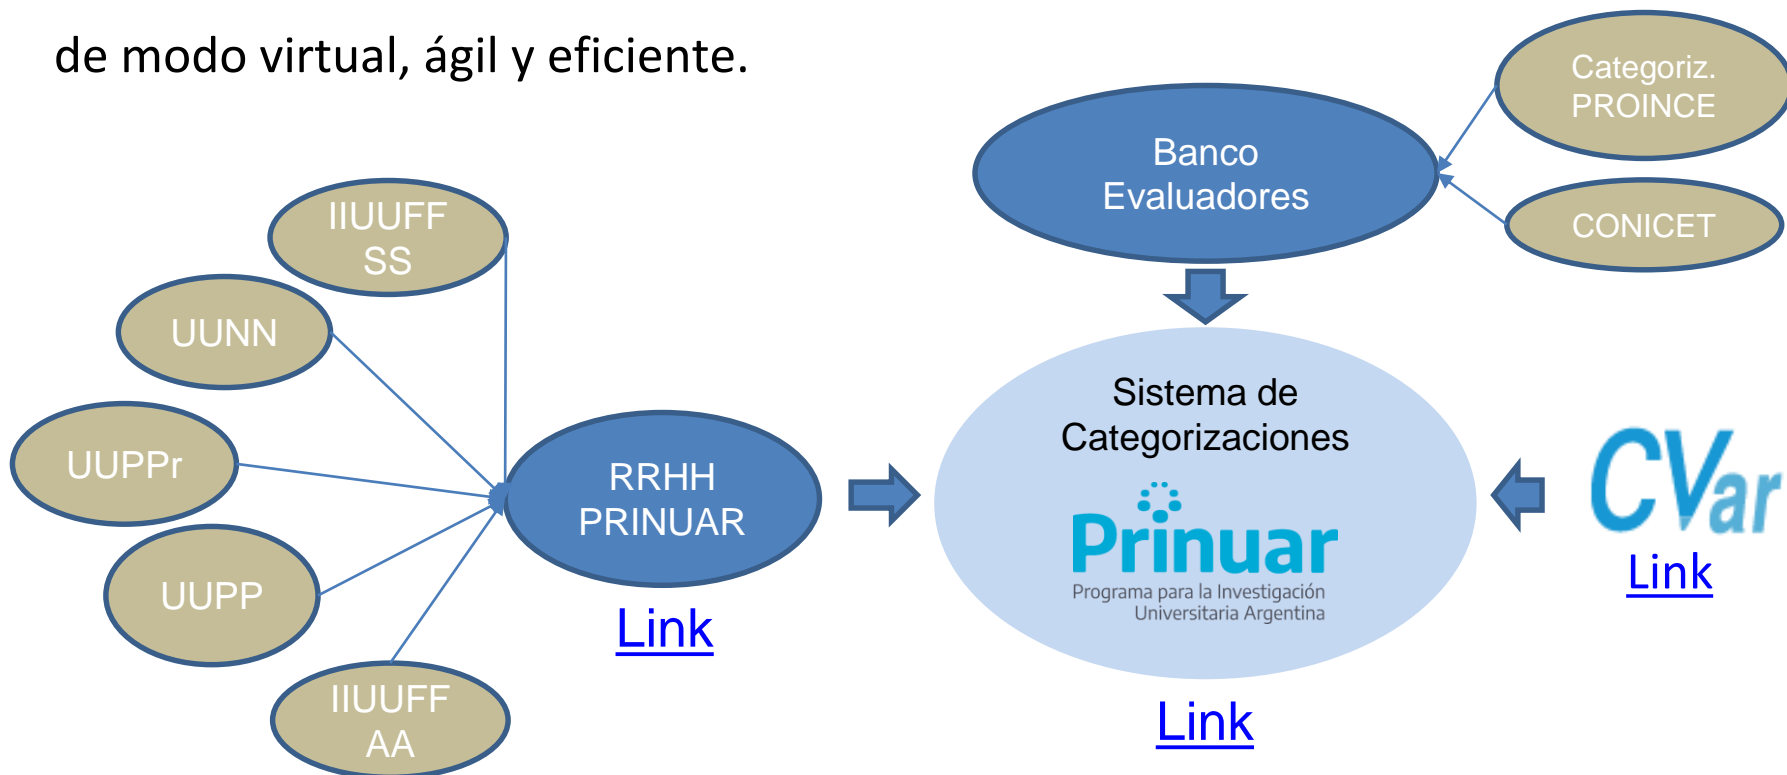 de modo virtual, ágil y eficiente.
Categoriz.
PROINCE
Banco
Evaluadores
CONICET
IIUUFF
SS
UUNN
UUPPr
UUPP
IIUUFF
AA
RRHH
PRINUAR
Link
Sistema de
Categorizaciones
Prinuar
Programa para la Investigación
Universitaria Argentina
Link
CVar
Link